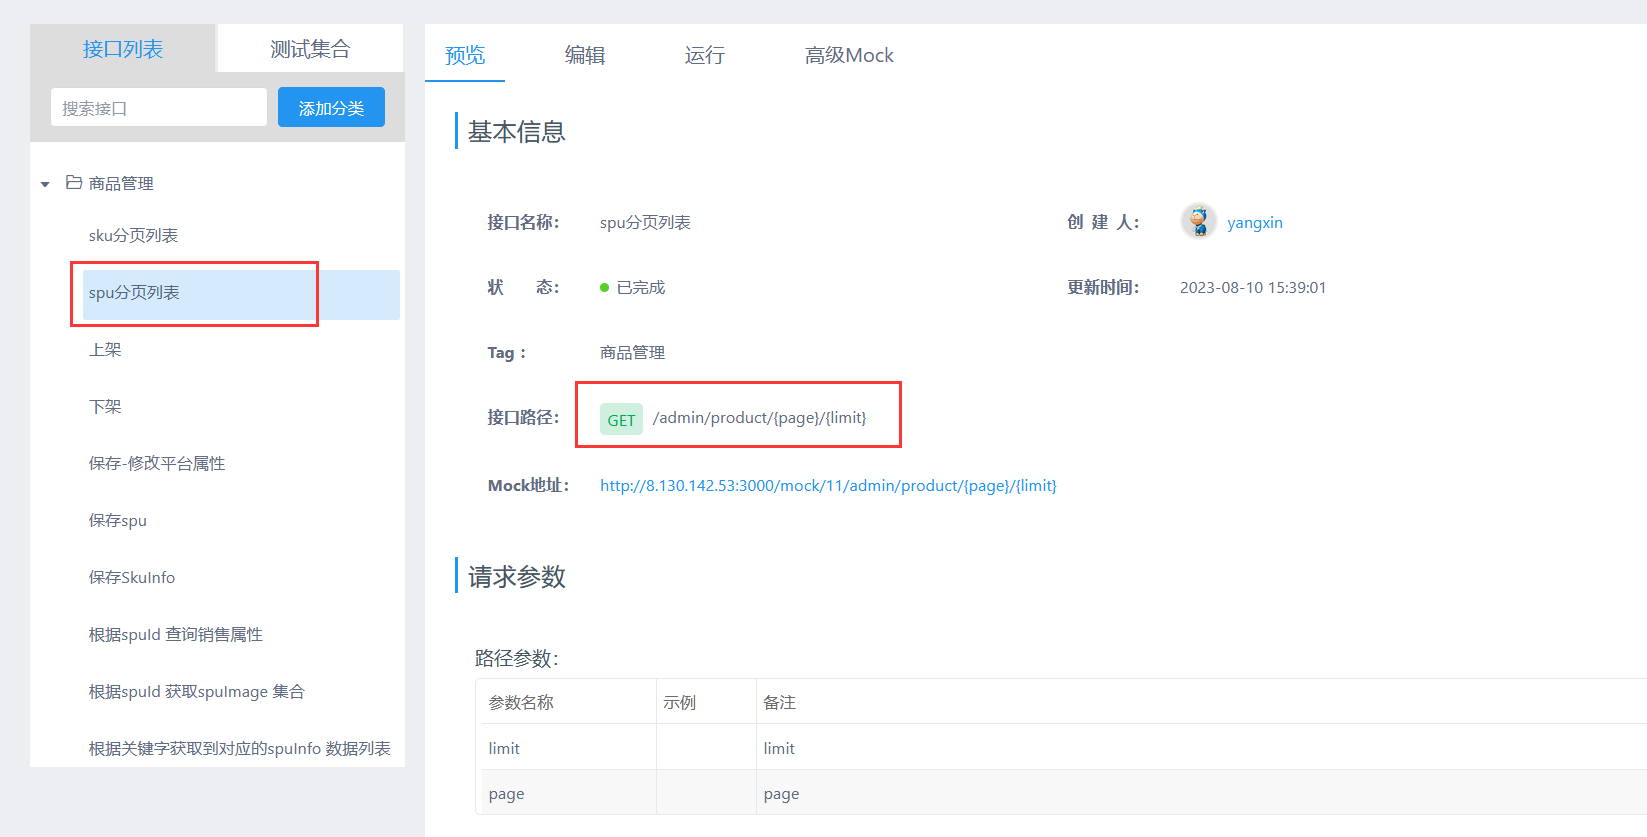 接口列表
测试集合
搜索接口
添加分类
商品管理
sku分页列表
spu分页列表
上架
下架
保存-修改平台属性
保存spu
保存SkuInfo
根据spuId 查询销售属性
根据spuId 获取spuImage 集合
根据关键字获取到对应的spuInfo 数据列表
预览
编辑
运行
高级Mock
基本信息
接口名称： spu分页列表
创 建 人： yangxin
状 态： 已完成
更新时间： 2023-08-10 15:39:01
Tag ： 商品管理
接口路径： GET /admin/product/{page}/{limit}
Mock地址： http://8.130.142.53:3000/mock/11/admin/product/{page}/{limit}
请求参数
路径参数：
参数名称 示例 备注
limit limit
page page